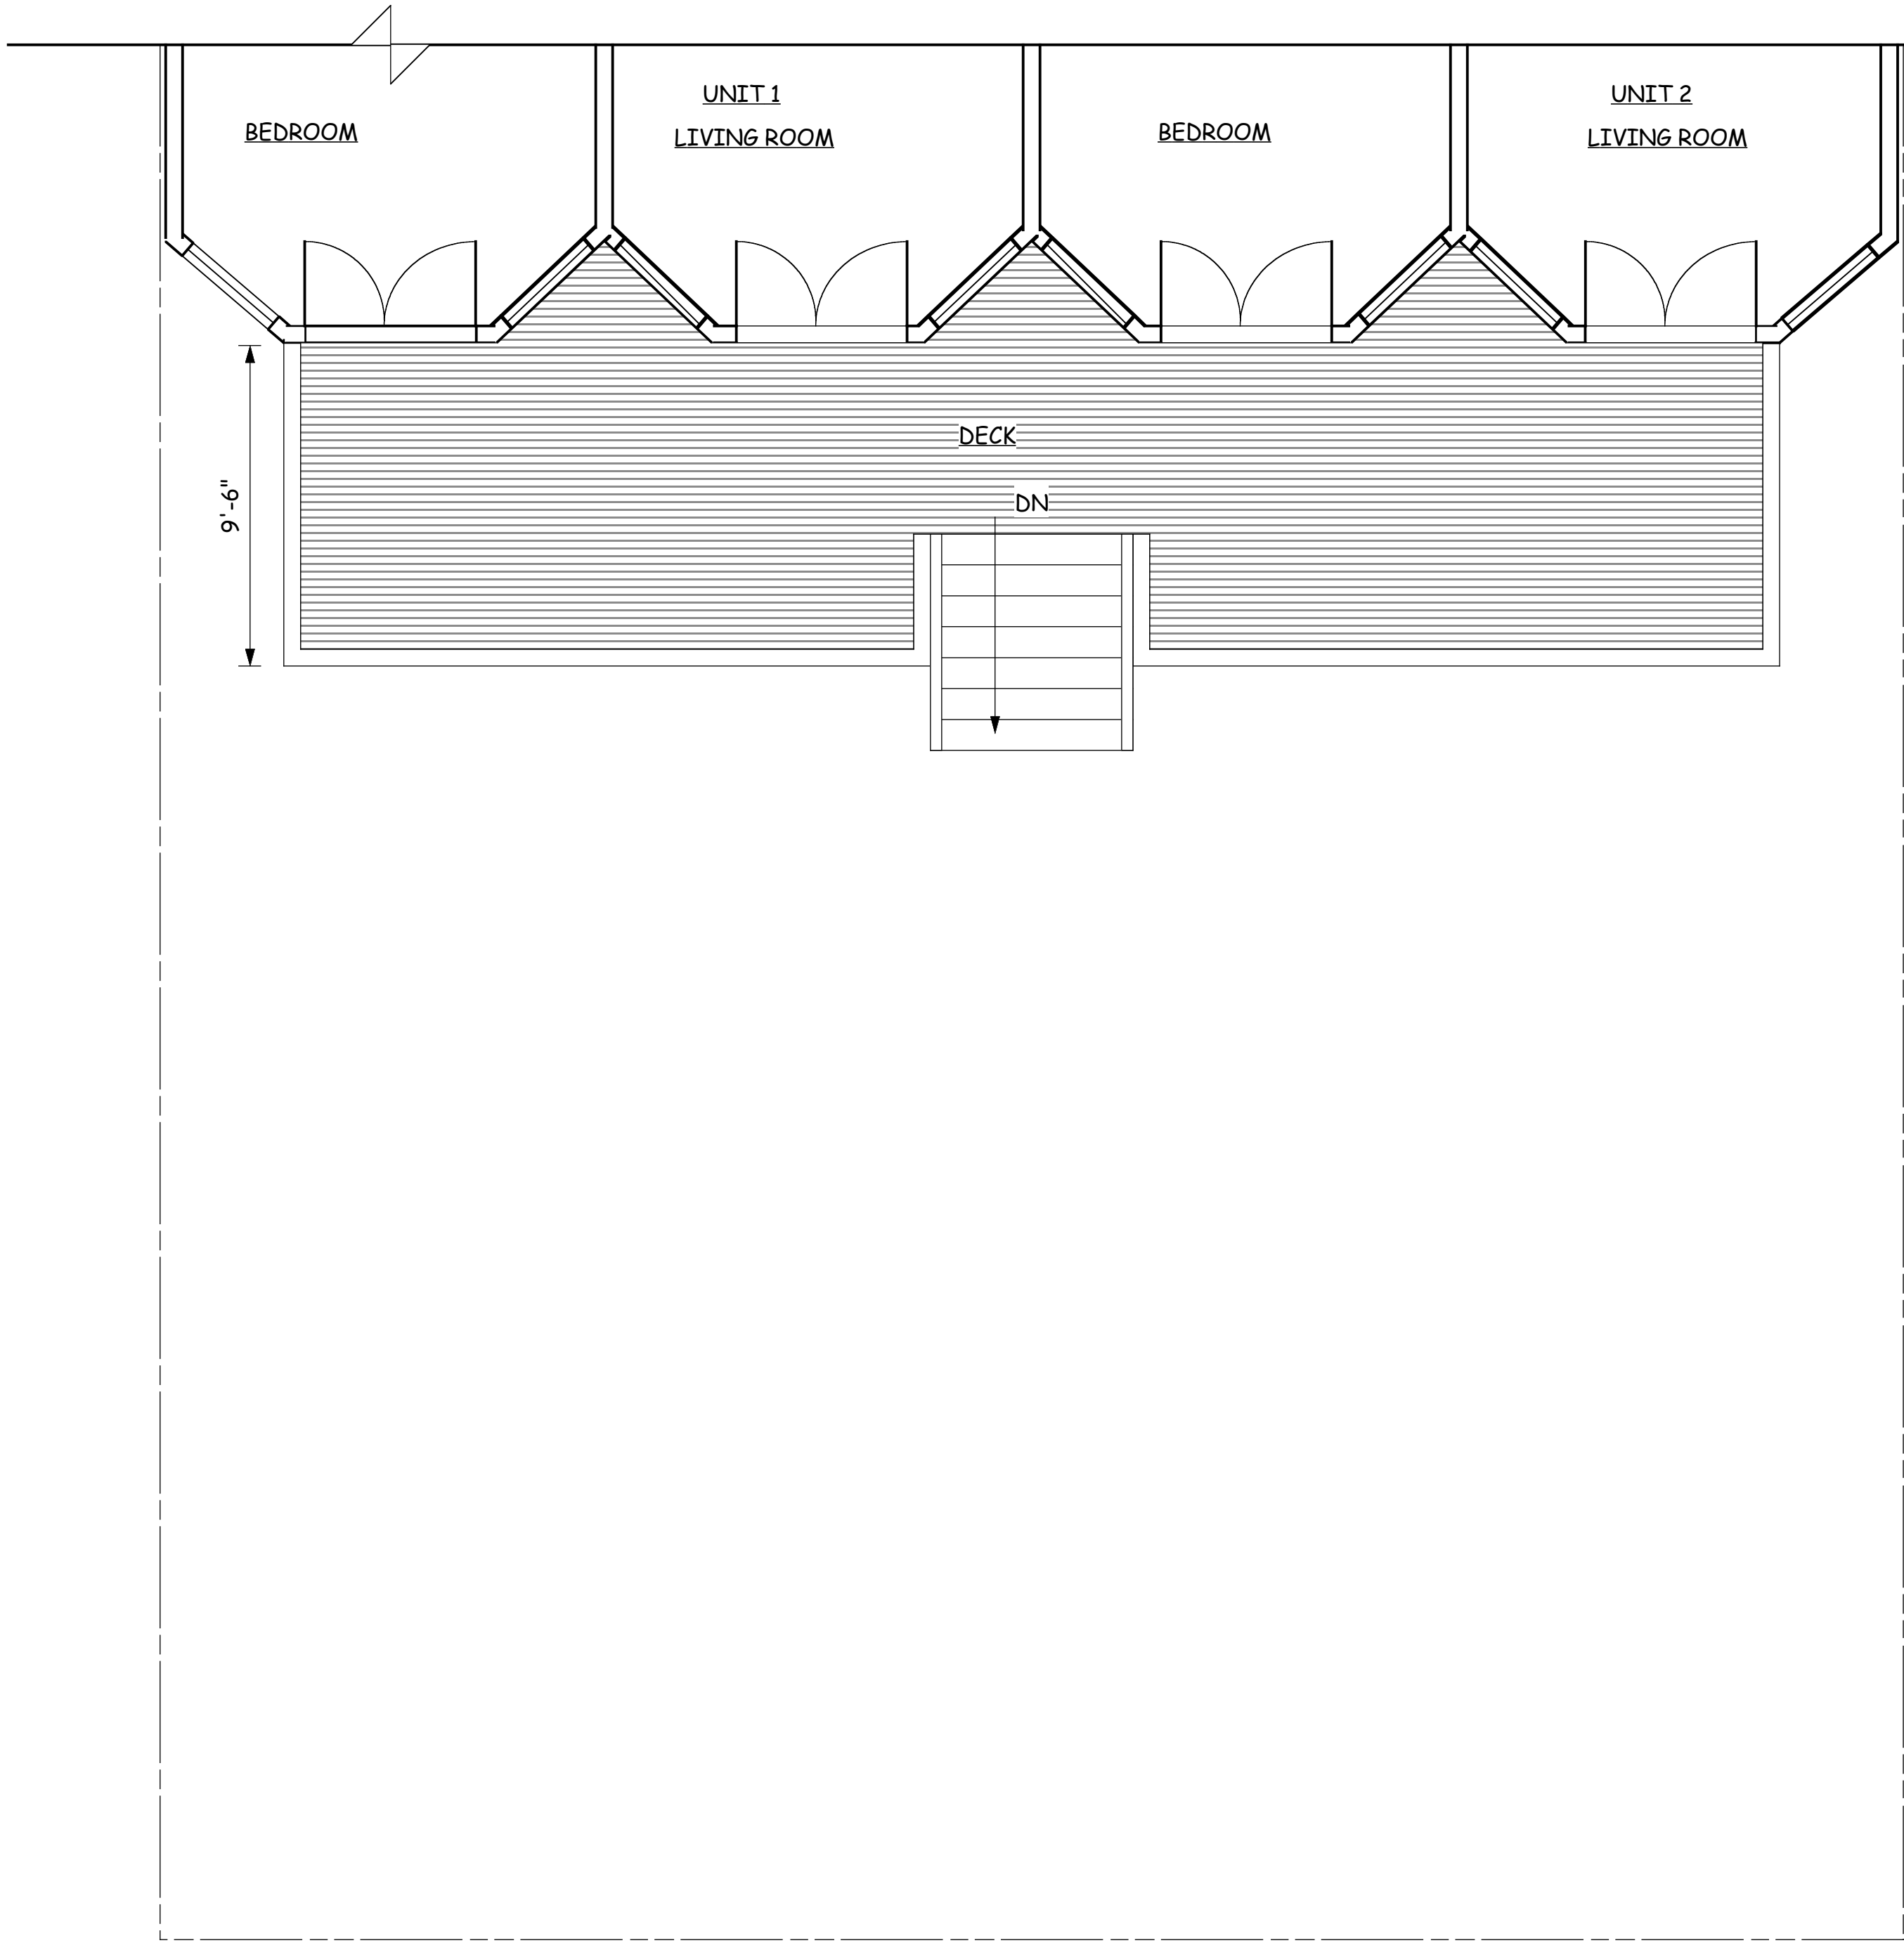 UNIT 1
UNIT 2
BEDROOM
LIVING ROOM
BEDROOM
LIVING ROOM
DECK
DN
9'-6"